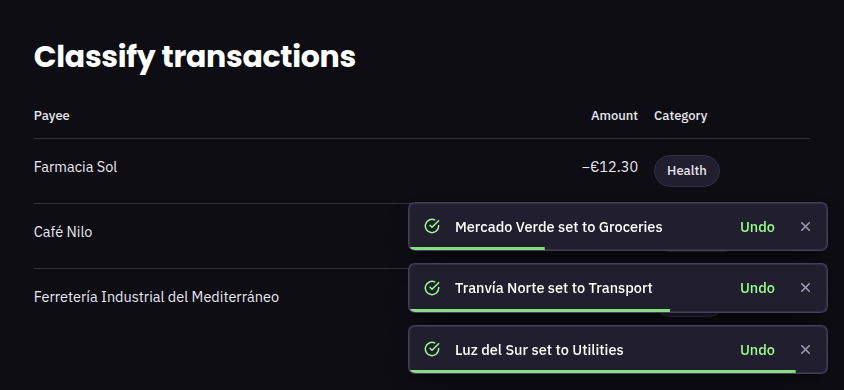 Classify transactions
Payee Amount Category
Farmacia Sol −€12.30 Health
Café Nilo
Mercado Verde set to Groceries Undo
Ferretería Industrial del Mediterráneo
Tranvía Norte set to Transport Undo
Luz del Sur set to Utilities Undo